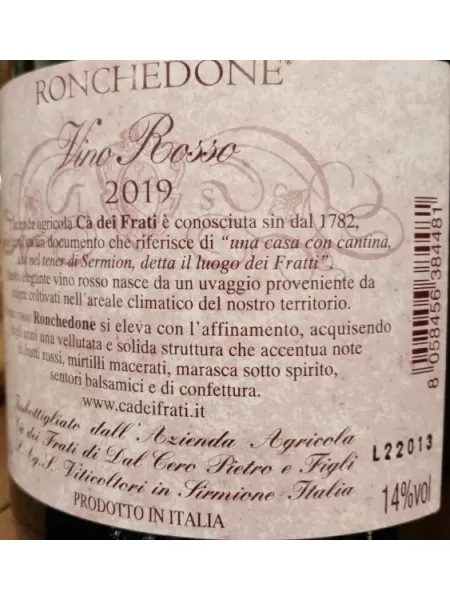 RONCHEDONE®
Vino Rosso
2019
agricola Cà dei Frati è conosciuta sin dal 1782,
un documento che riferisce di "una casa con cantina,
nel tener di Sermion, detta il luogo dei Fratti".
elegante vino rosso nasce da un uvaggio proveniente da
coltivati nell'areale climatico del nostro territorio.
rosso Ronchedone si eleva con l'affinamento, acquisendo
anni una vellutata e solida struttura che accentua note
frutti rossi, mirtilli macerati, marasca sotto spirito,
sentori balsamici e di confettura.
www.cadeifrati.it
Imbottigliato dall'Azienda Agricola
dei Frati di Dal Cero Pietro e Figli
S.Ag.S. Viticoltori in Sirmione-Italia
PRODOTTO IN ITALIA
L22013
14%vol
8 058456 384481